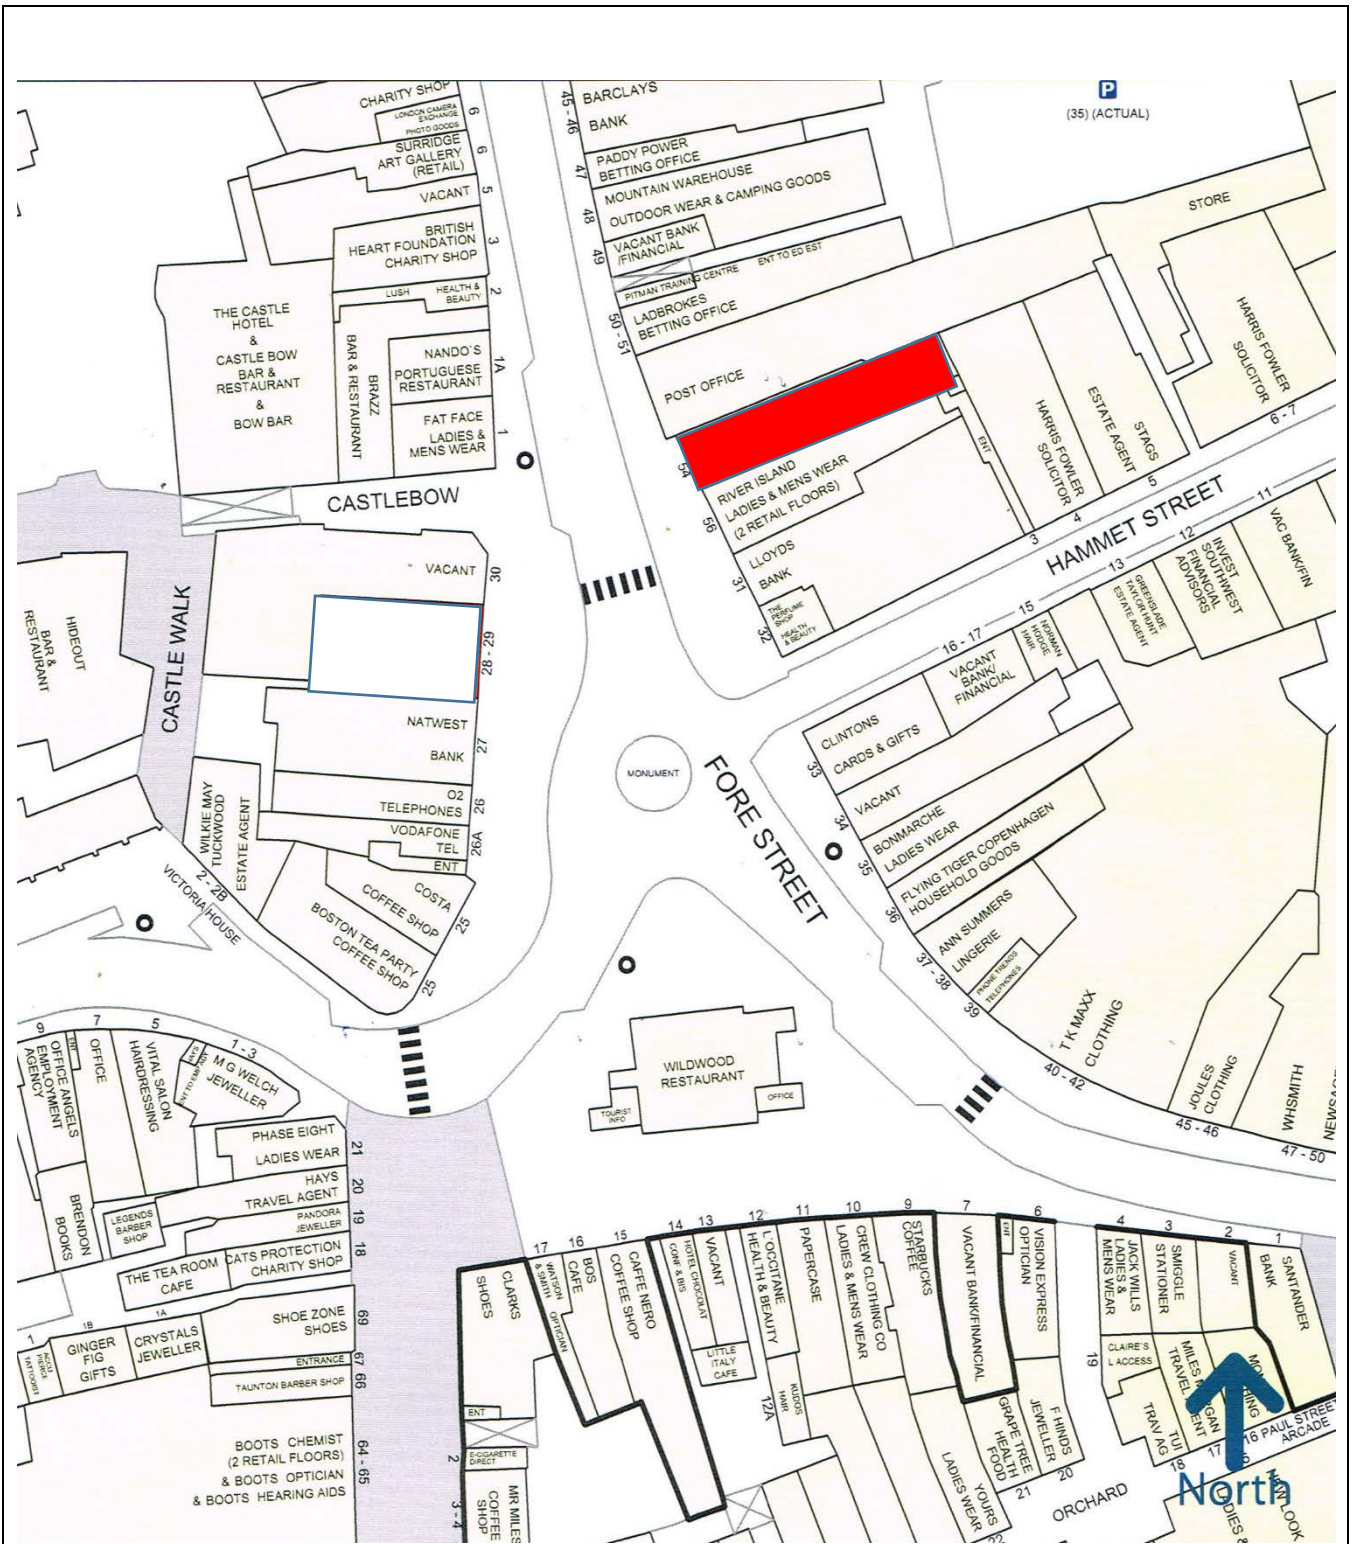 CHARITY SHOP
LONDON CAMERA
EXCHANGE
PHOTO GOODS
6
SURRIDGE
ART GALLERY
(RETAIL)
6
VACANT
5
BRITISH
HEART FOUNDATION
CHARITY SHOP
3
LUSH
HEALTH &
BEAUTY
2
THE CASTLE
HOTEL
&
CASTLE BOW
BAR &
RESTAURANT
&
BOW BAR
BRAZZ
BAR & RESTAURANT
NANDO'S
PORTUGUESE
RESTAURANT
1A
FAT FACE
LADIES &
MENS WEAR
1
CASTLEBOW
45 - 46
BARCLAYS
BANK
47
PADDY POWER
BETTING OFFICE
48
MOUNTAIN WAREHOUSE
OUTDOOR WEAR & CAMPING GOODS
49
VACANT BANK
/FINANCIAL
PITMAN TRAINING CENTRE
ENT TO ED EST
50 - 51
LADBROKES
BETTING OFFICE
POST OFFICE
54
RIVER ISLAND
LADIES & MENS WEAR
(2 RETAIL FLOORS)
56
31
LLOYDS
BANK
32
THE
PERFUME
SHOP
HEALTH
& BEAUTY
P
(35) (ACTUAL)
STORE
HARRIS FOWLER
SOLICITOR
6 - 7
STAGS
ESTATE AGENT
5
HARRIS FOWLER
SOLICITOR
4
ENT
3
HAMMET STREET
11
VAC BANK/FIN
12
INVEST
SOUTHWEST
FINANCIAL
ADVISORS
13
GREENSLADE
TAYLOR HUNT
ESTATE AGENT
15
NORMAN
HODGE
HAIR
16 - 17
VACANT
BANK/
FINANCIAL
VACANT
30
28 - 29
CASTLE WALK
HIDEOUT
BAR &
RESTAURANT
NATWEST
BANK
27
O2
TELEPHONES
26
VODAFONE
TEL
26A
ENT
COSTA
COFFEE SHOP
25
BOSTON TEA PARTY
COFFEE SHOP
25
WILKIE MAY
TUCKWOOD
ESTATE AGENT
2 - 2B
VICTORIA HOUSE
MONUMENT
FORE STREET
33
CLINTONS
CARDS & GIFTS
34
VACANT
35
BONMARCHE
LADIES WEAR
36
FLYING TIGER COPENHAGEN
HOUSEHOLD GOODS
37 - 38
ANN SUMMERS
LINGERIE
39
PHONE TRENDS
TELEPHONES
40 - 42
T K MAXX
CLOTHING
45 - 46
JOULES
CLOTHING
47 - 50
WHSMITH
WILDWOOD
RESTAURANT
OFFICE
TOURIST
INFO
9
OFFICE ANGELS
EMPLOYMENT
AGENCY
ENT
7
OFFICE
5
VITAL SALON
HAIRDRESSING
1 - 3
M G WELCH
JEWELLER
PHASE EIGHT
LADIES WEAR
21
HAYS
TRAVEL AGENT
20
PANDORA
JEWELLER
19
CATS PROTECTION
CHARITY SHOP
18
BRENDON
BOOKS
LEGENDS
BARBER
SHOP
THE TEA ROOM
CAFE
1A
SHOE ZONE
SHOES
69
ENTRANCE
67
TAUNTON BARBER SHOP
66
1
1B
GINGER
FIG
GIFTS
CRYSTALS
JEWELLER
BOOTS CHEMIST
(2 RETAIL FLOORS)
& BOOTS OPTICIAN
& BOOTS HEARING AIDS
64 - 65
CLARKS
SHOES
17
WATSON
& SMITH OPTICIAN
16
BOS
CAFE
15
CAFFE NERO
COFFEE SHOP
14
HOTEL CHOCOLAT
CONF & BIS
13
VACANT
LITTLE
ITALY
CAFE
12
L'OCCITANE
HEALTH & BEAUTY
12A
KUDOS
HAIR
11
PAPERCASE
10
CREW CLOTHING CO
LADIES & MENS WEAR
9
STARBUCKS
COFFEE
7
VACANT BANK/FINANCIAL
ENT
6
VISION EXPRESS
OPTICIAN
4
JACK WILLS
LADIES &
MENS WEAR
3
SMIGGLE
STATIONER
2
VACANT
1
SANTANDER
BANK
19
CLAIRE'S
TRAV AG
TUI
18
17
16
PAUL STREET
ARCADE
ENT
E-CIGARETTE
DIRECT
2
3 - 4
MR MILES
COFFEE
SHOP
F HINDS
JEWELLER
20
GRAPE TREE
HEALTH
FOOD
21
YOURS
LADIES WEAR
22
ORCHARD
North